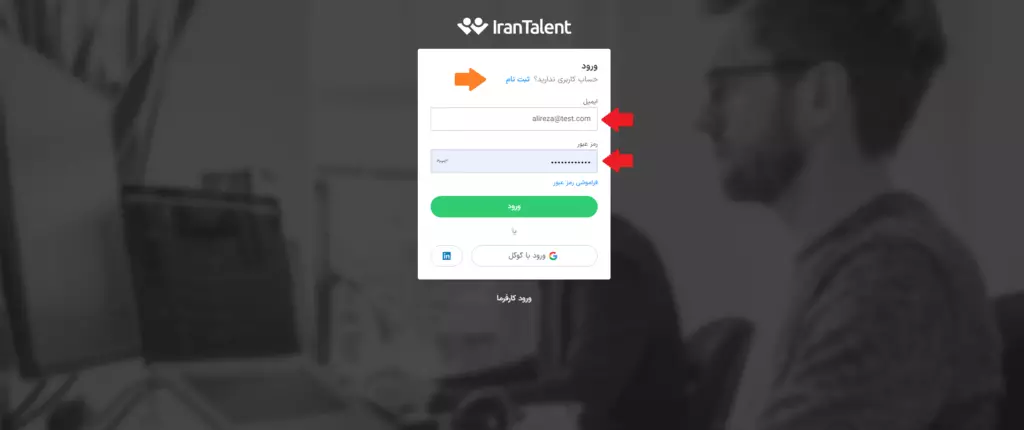 IranTalent
ورود
حساب کاربری ندارید؟ ثبت نام
ایمیل
alireza@test.com
رمز عبور
••••••••••••
فراموشی رمز عبور
ورود
یا
ورود با گوگل
in
ورود کارفرما